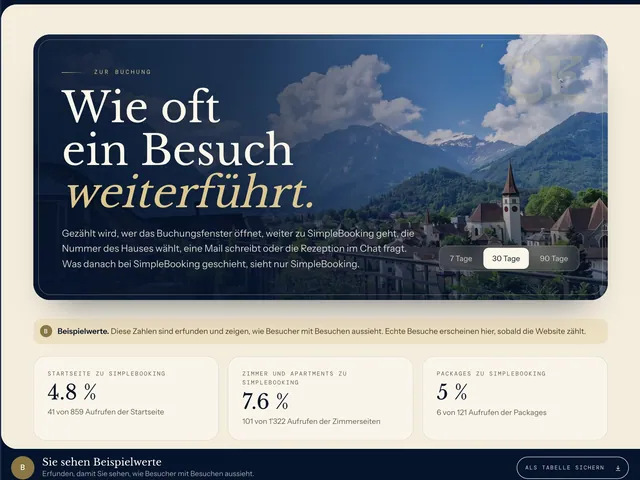 ZUR BUCHUNG
Wie oft
ein Besuch
weiterführt.
Gezählt wird, wer das Buchungsfenster öffnet, weiter zu SimpleBooking geht, die
Nummer des Hauses wählt, eine Mail schreibt oder die Rezeption im Chat fragt.
Was danach bei SimpleBooking geschieht, sieht nur SimpleBooking.
7 Tage
30 Tage
90 Tage
B
Beispielwerte. Diese Zahlen sind erfunden und zeigen, wie Besucher mit Besuchen aussieht. Echte Besuche erscheinen hier, sobald die Website zählt.
STARTSEITE ZU SIMPLEBOOKING
4.8 %
41 von 859 Aufrufen der Startseite
ZIMMER UND APARTMENTS ZU
SIMPLEBOOKING
7.6 %
101 von 1'322 Aufrufen der Zimmerseiten
PACKAGES ZU SIMPLEBOOKING
5 %
6 von 121 Aufrufen der Packages
B
Sie sehen Beispielwerte
Erfunden, damit Sie sehen, wie Besucher mit Besuchen aussieht.
ALS TABELLE SICHERN